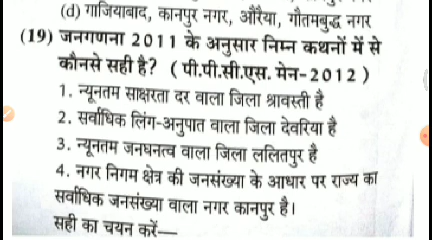 (d) गाजियाबाद, कानपुर नगर, औरैया, गौतमबुद्ध नगर
(19) जनगणना 2011 के अनुसार निम्न कथनों में से
कौनसे सही है? (पी.पी.सी.एस. मेन-2012)
1. न्यूनतम साक्षरता दर वाला जिला श्रावस्ती है
2. सर्वाधिक लिंग-अनुपात वाला जिला देवरिया है
3. न्यूनतम जनघनत्व वाला जिला ललितपुर है
4. नगर निगम क्षेत्र की जनसंख्या के आधार पर राज्य का
सर्वाधिक जनसंख्या वाला नगर कानपुर है।
सही का चयन करें—